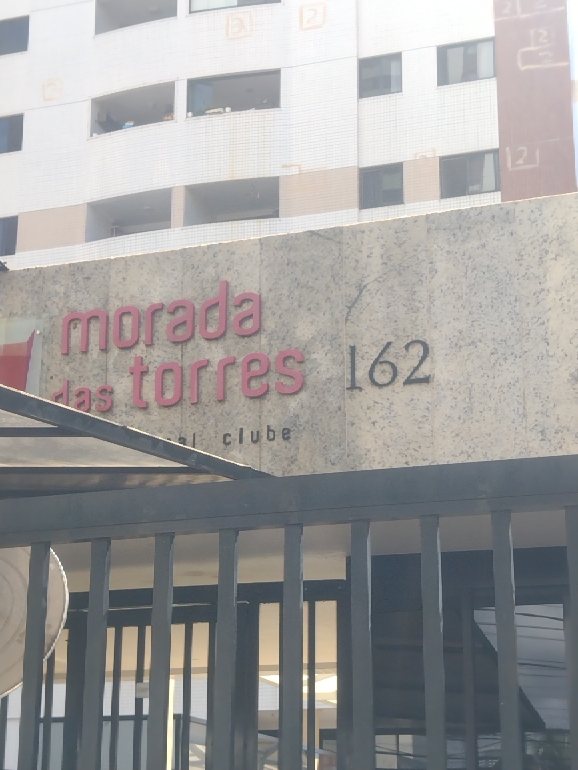 morada
das torres
clube
162